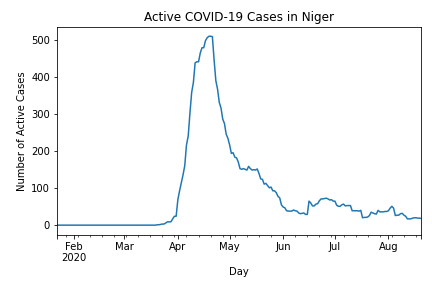 Active COVID-19 Cases in Niger
Number of Active Cases
500
400
300
200
100
0
Feb
2020
Mar
Apr
May
Jun
Jul
Aug
Day